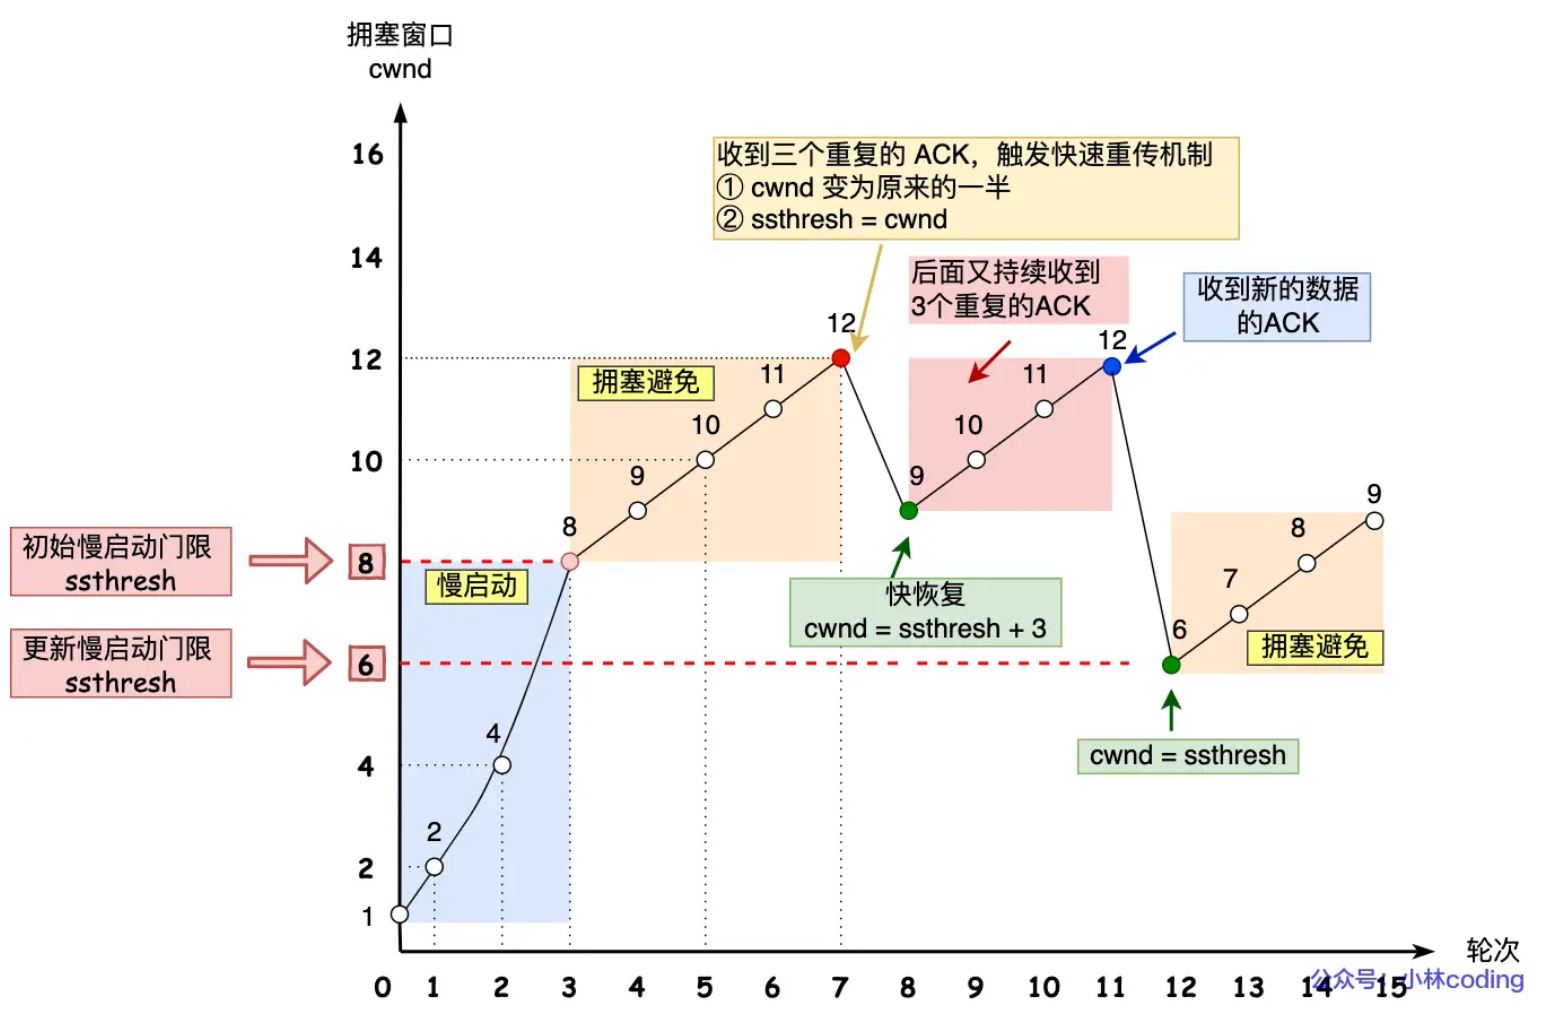 拥塞窗口
cwnd
16
收到三个重复的 ACK，触发快速重传机制
① cwnd 变为原来的一半
② ssthresh = cwnd
14
后面又持续收到
3个重复的ACK
收到新的数据
的ACK
12
12
12
拥塞避免
11
11
10
10
10
9
9
9
8
初始慢启动门限
ssthresh
8
慢启动
快恢复
cwnd = ssthresh + 3
8
7
6
拥塞避免
更新慢启动门限
ssthresh
6
4
4
cwnd = ssthresh
2
2
1
轮次
0 1 2 3 4 5 6 7 8 9 10 11 12 13 14 15
公众号：小林coding